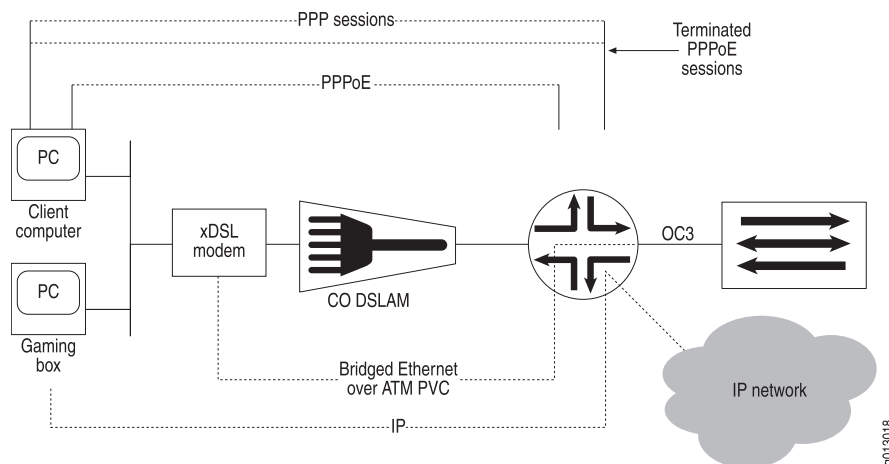 PPP sessions
Terminated
PPPoE
sessions
PPPoE
PC
Client
computer
xDSL
modem
CO DSLAM
OC3
PC
Gaming
box
Bridged Ethernet
over ATM PVC
IP
IP network
g013018